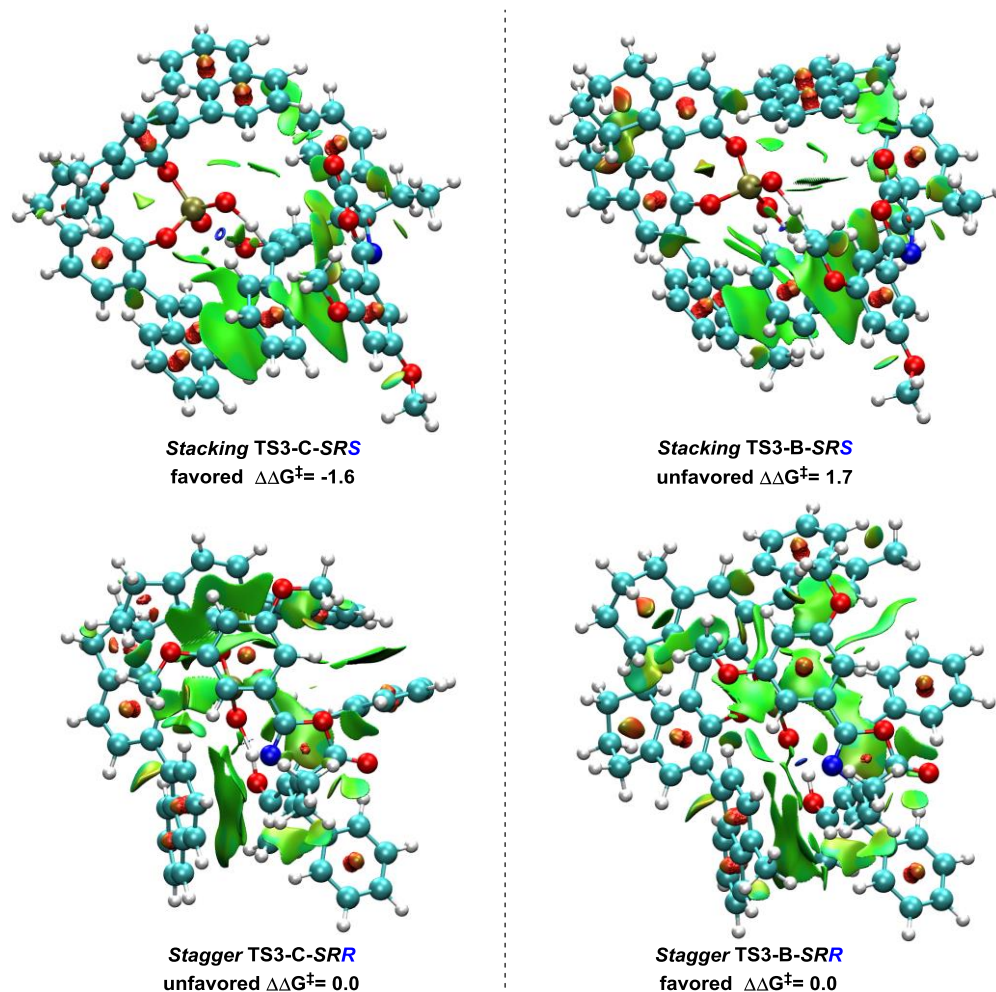 Stacking TS3-C-SRS
favored ΔΔG‡= -1.6
Stacking TS3-B-SRS
unfavored ΔΔG‡= 1.7
Stagger TS3-C-SRR
unfavored ΔΔG‡= 0.0
Stagger TS3-B-SRR
favored ΔΔG‡= 0.0